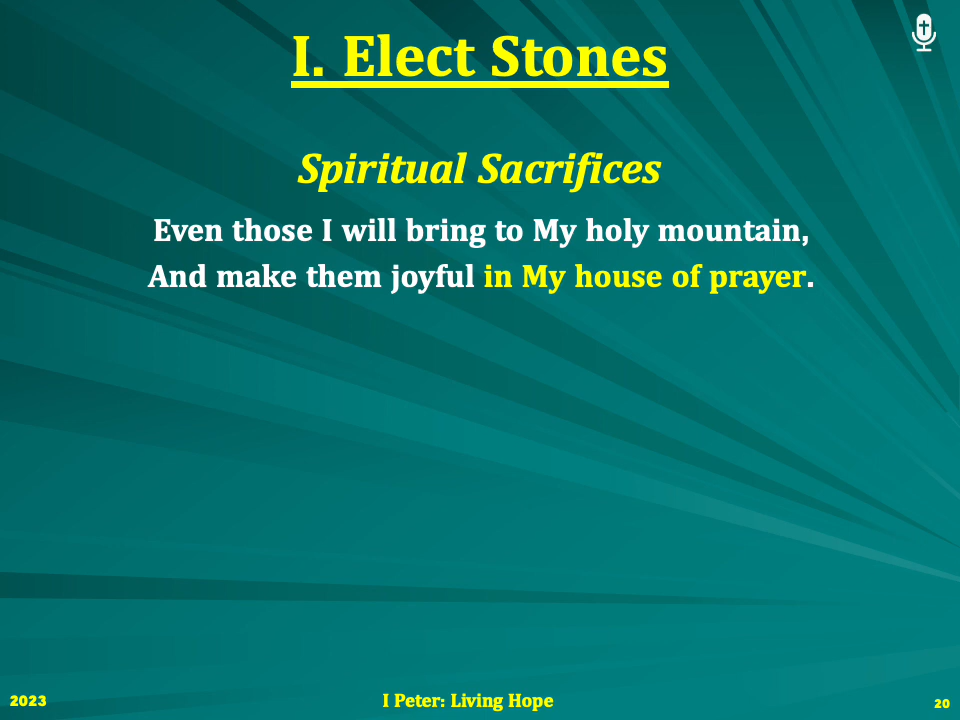 I. Elect Stones
Spiritual Sacrifices
Even those I will bring to My holy mountain,
And make them joyful in My house of prayer.
2023
I Peter: Living Hope
20